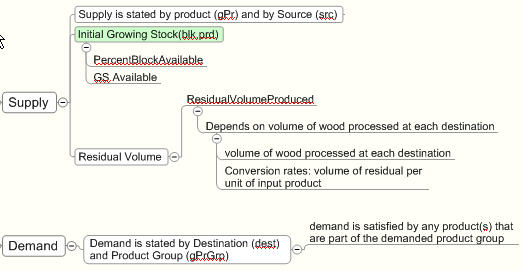 Supply is stated by product (gPr) and by Source (src)
Initial Growing Stock(blk,prd)
PercentBlockAvailable
GS Available
Supply
ResidualVolumeProduced
Depends on volume of wood processed at each destination
Residual Volume
volume of wood processed at each destination
Conversion rates: volume of residual per
unit of input product
Demand
Demand is stated by Destination (dest)
and Product Group (gPrGrp)
demand is satisfied by any product(s) that
are part of the demanded product group